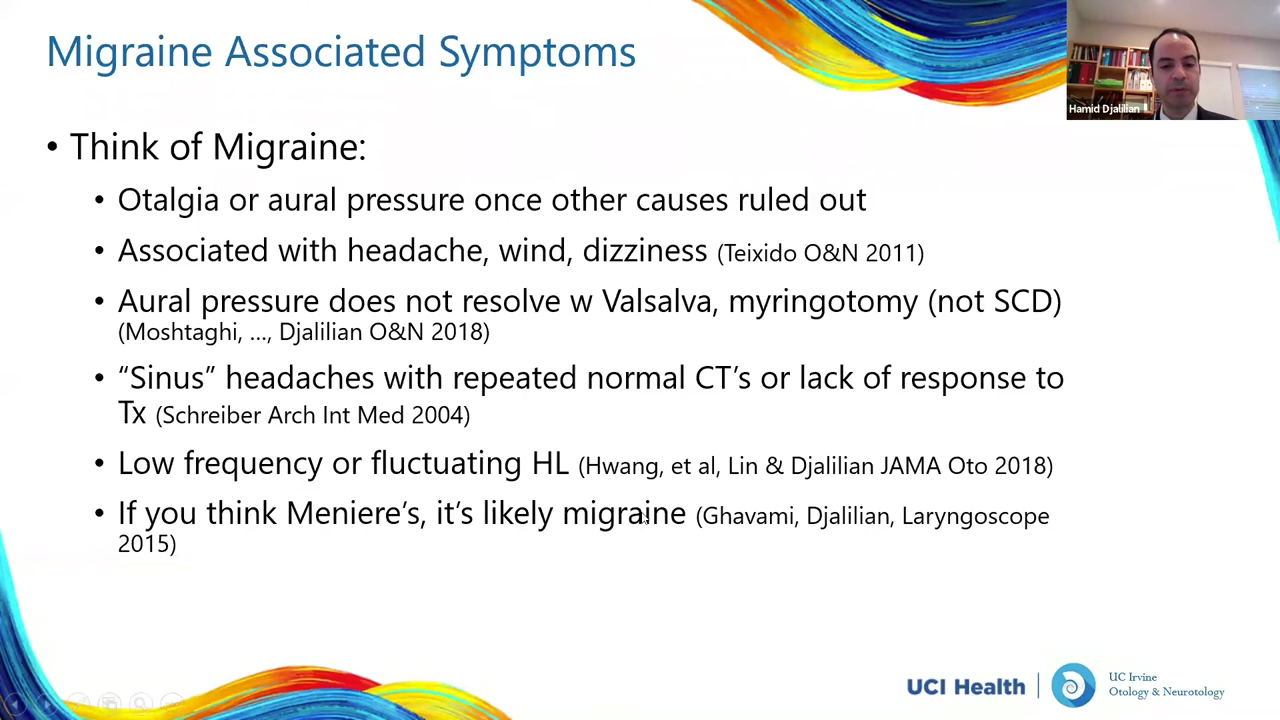 Migraine Associated Symptoms
Hamid Djalilian
• Think of Migraine:
• Otalgia or aural pressure once other causes ruled out
• Associated with headache, wind, dizziness (Teixido O&N 2011)
• Aural pressure does not resolve w Valsalva, myringotomy (not SCD)
(Moshtaghi, ..., Djalilian O&N 2018)
• “Sinus” headaches with repeated normal CT’s or lack of response to
Tx (Schreiber Arch Int Med 2004)
• Low frequency or fluctuating HL (Hwang, et al, Lin & Djalilian JAMA Oto 2018)
• If you think Meniere’s, it’s likely migraine (Ghavami, Djalilian, Laryngoscope
2015)
UCI Health
UC Irvine
Otology & Neurotology